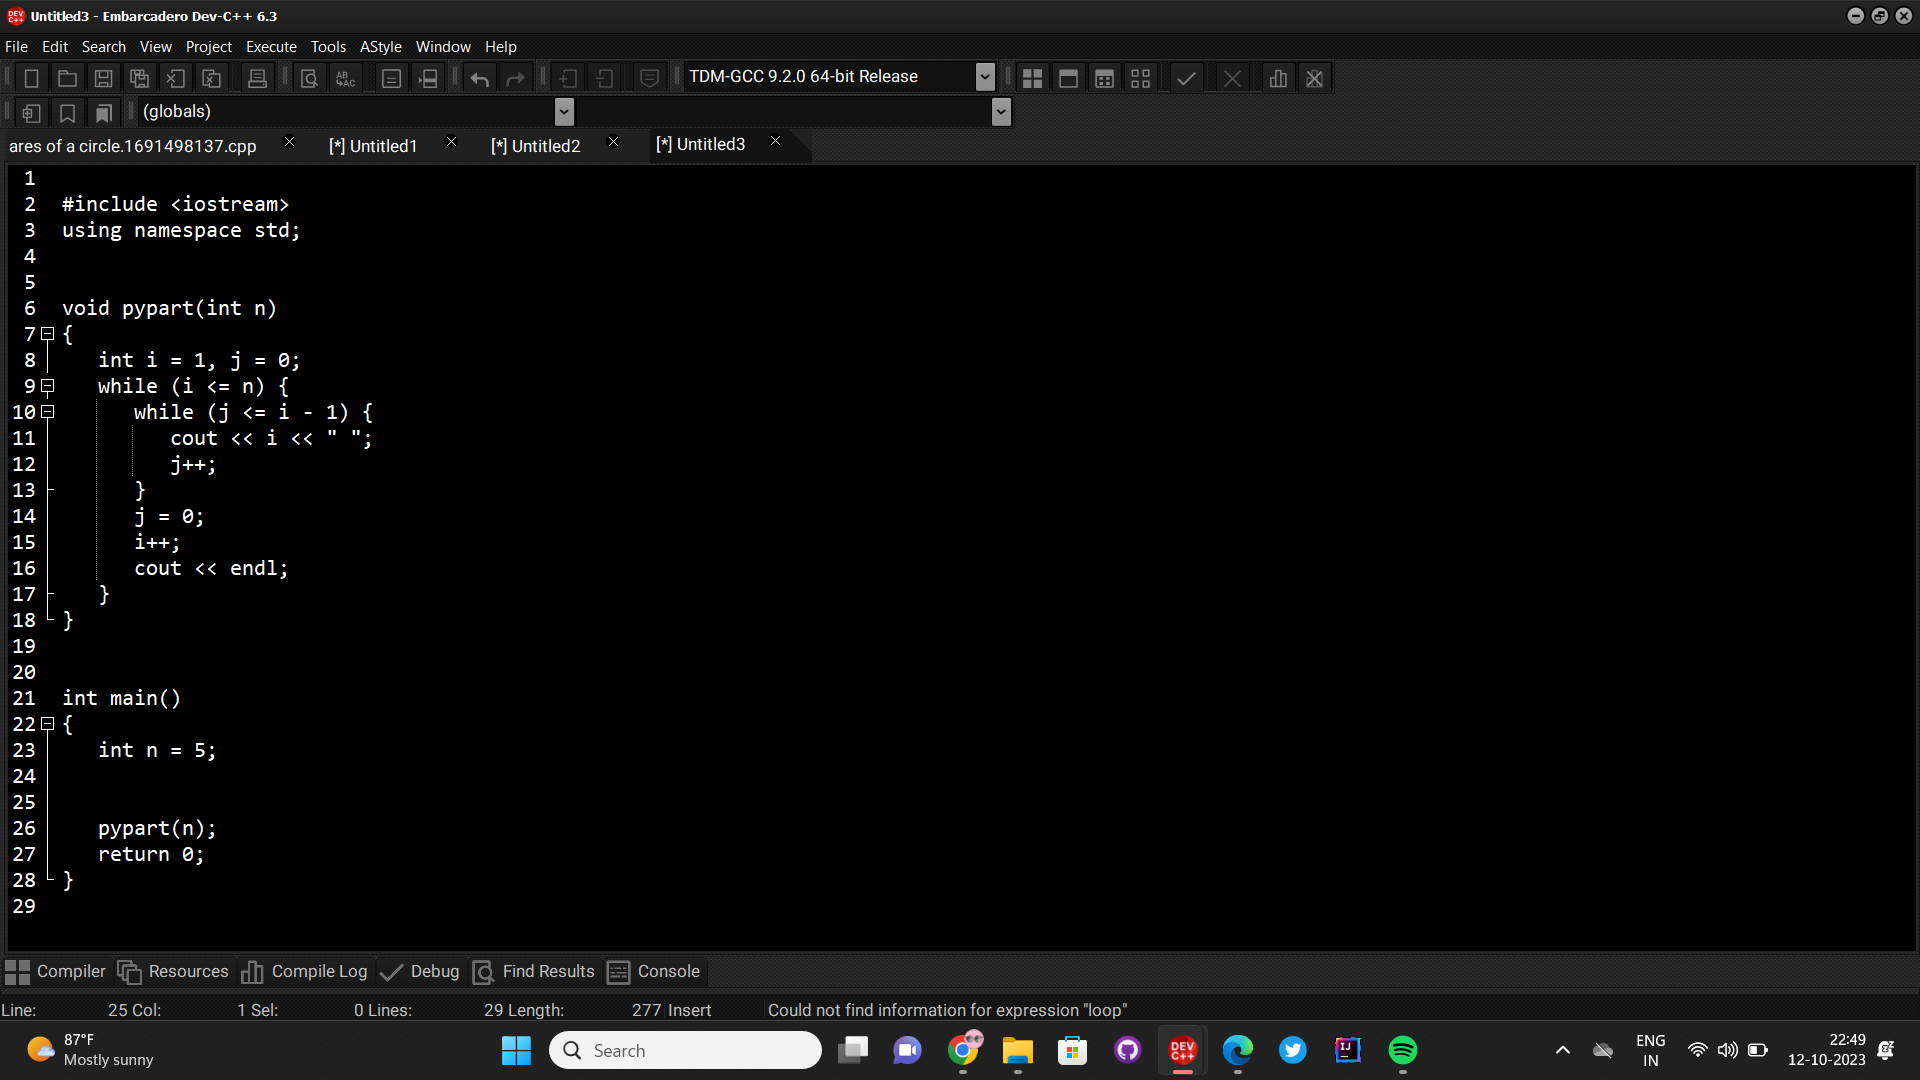 Untitled3 - Embarcadero Dev-C++ 6.3
File Edit Search View Project Execute Tools AStyle Window Help
TDM-GCC 9.2.0 64-bit Release
(globals)
ares of a circle.1691498137.cpp [*] Untitled1 [*] Untitled2 [*] Untitled3
1
2 #include <iostream>
3 using namespace std;
4
5
6 void pypart(int n)
7 {
8 int i = 1, j = 0;
9 while (i <= n) {
10 while (j <= i - 1) {
11 cout << i << " ";
12 j++;
13 }
14 j = 0;
15 i++;
16 cout << endl;
17 }
18 }
19
20
21 int main()
22 {
23 int n = 5;
24
25
26 pypart(n);
27 return 0;
28 }
29
Compiler Resources Compile Log Debug Find Results Console
Line: 25 Col: 1 Sel: 0 Lines: 29 Length: 277 Insert Could not find information for expression "loop"
87°F
Mostly sunny
Search
DEV
C++
IJ
ENG
IN
22:49
12-10-2023